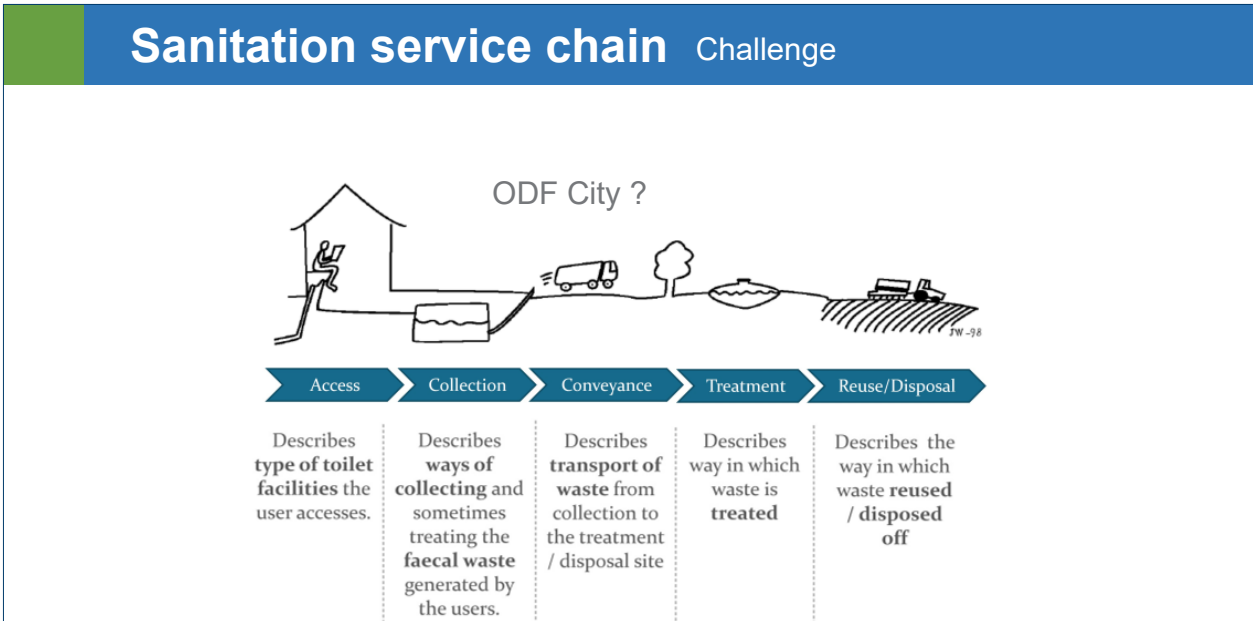 Sanitation service chain Challenge
ODF City ?
JW-98
Access
Collection
Conveyance
Treatment
Reuse/Disposal
Describes
type of toilet
facilities the
user accesses.
Describes
ways of
collecting and
sometimes
treating the
faecal waste
generated by
the users.
Describes
transport of
waste from
collection to
the treatment
/ disposal site
Describes
way in which
waste is
treated
Describes the
way in which
waste reused
/ disposed
off